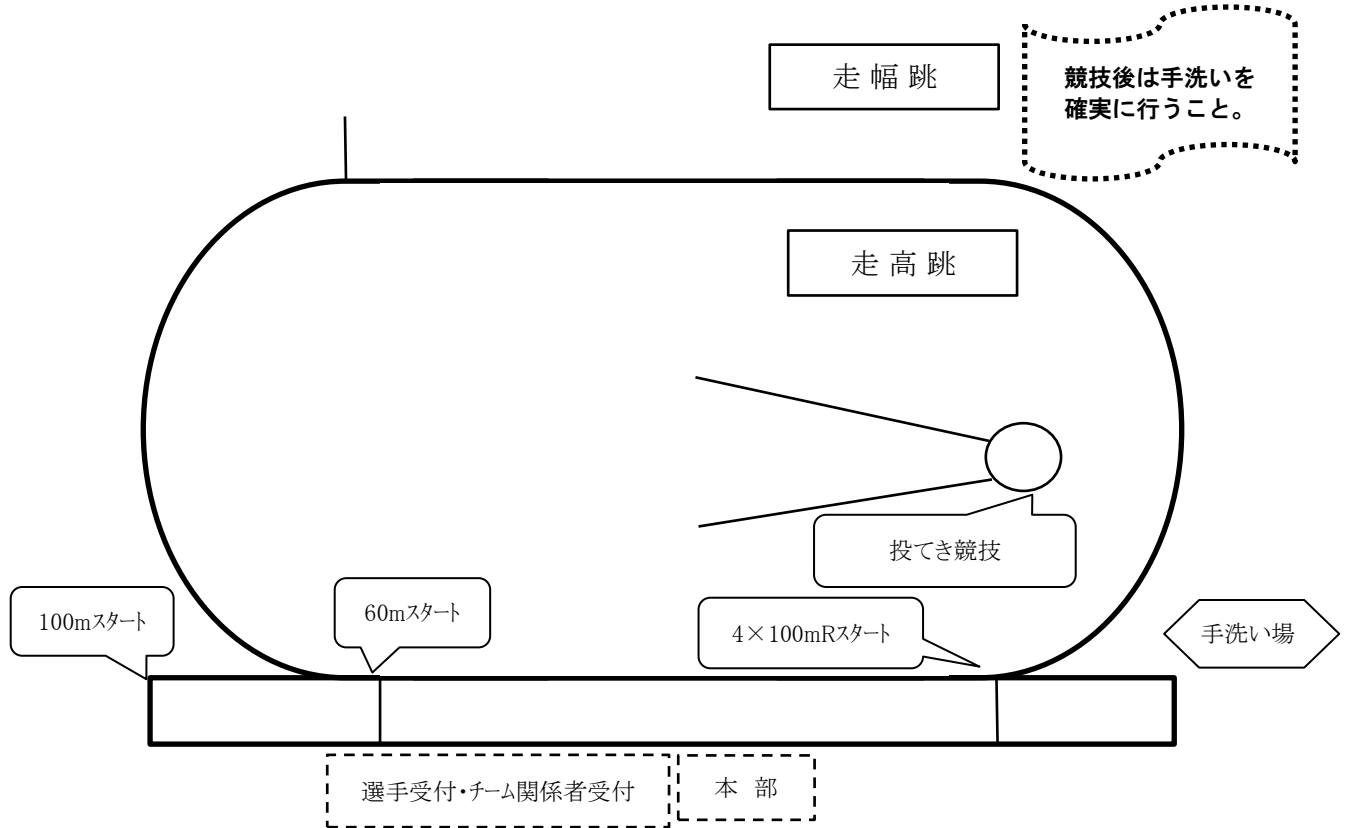 走幅跳
競技後は手洗いを
確実に行うこと。
走高跳
投てき競技
100mスタート
60mスタート
4×100mRスタート
手洗い場
選手受付・チーム関係者受付
本部